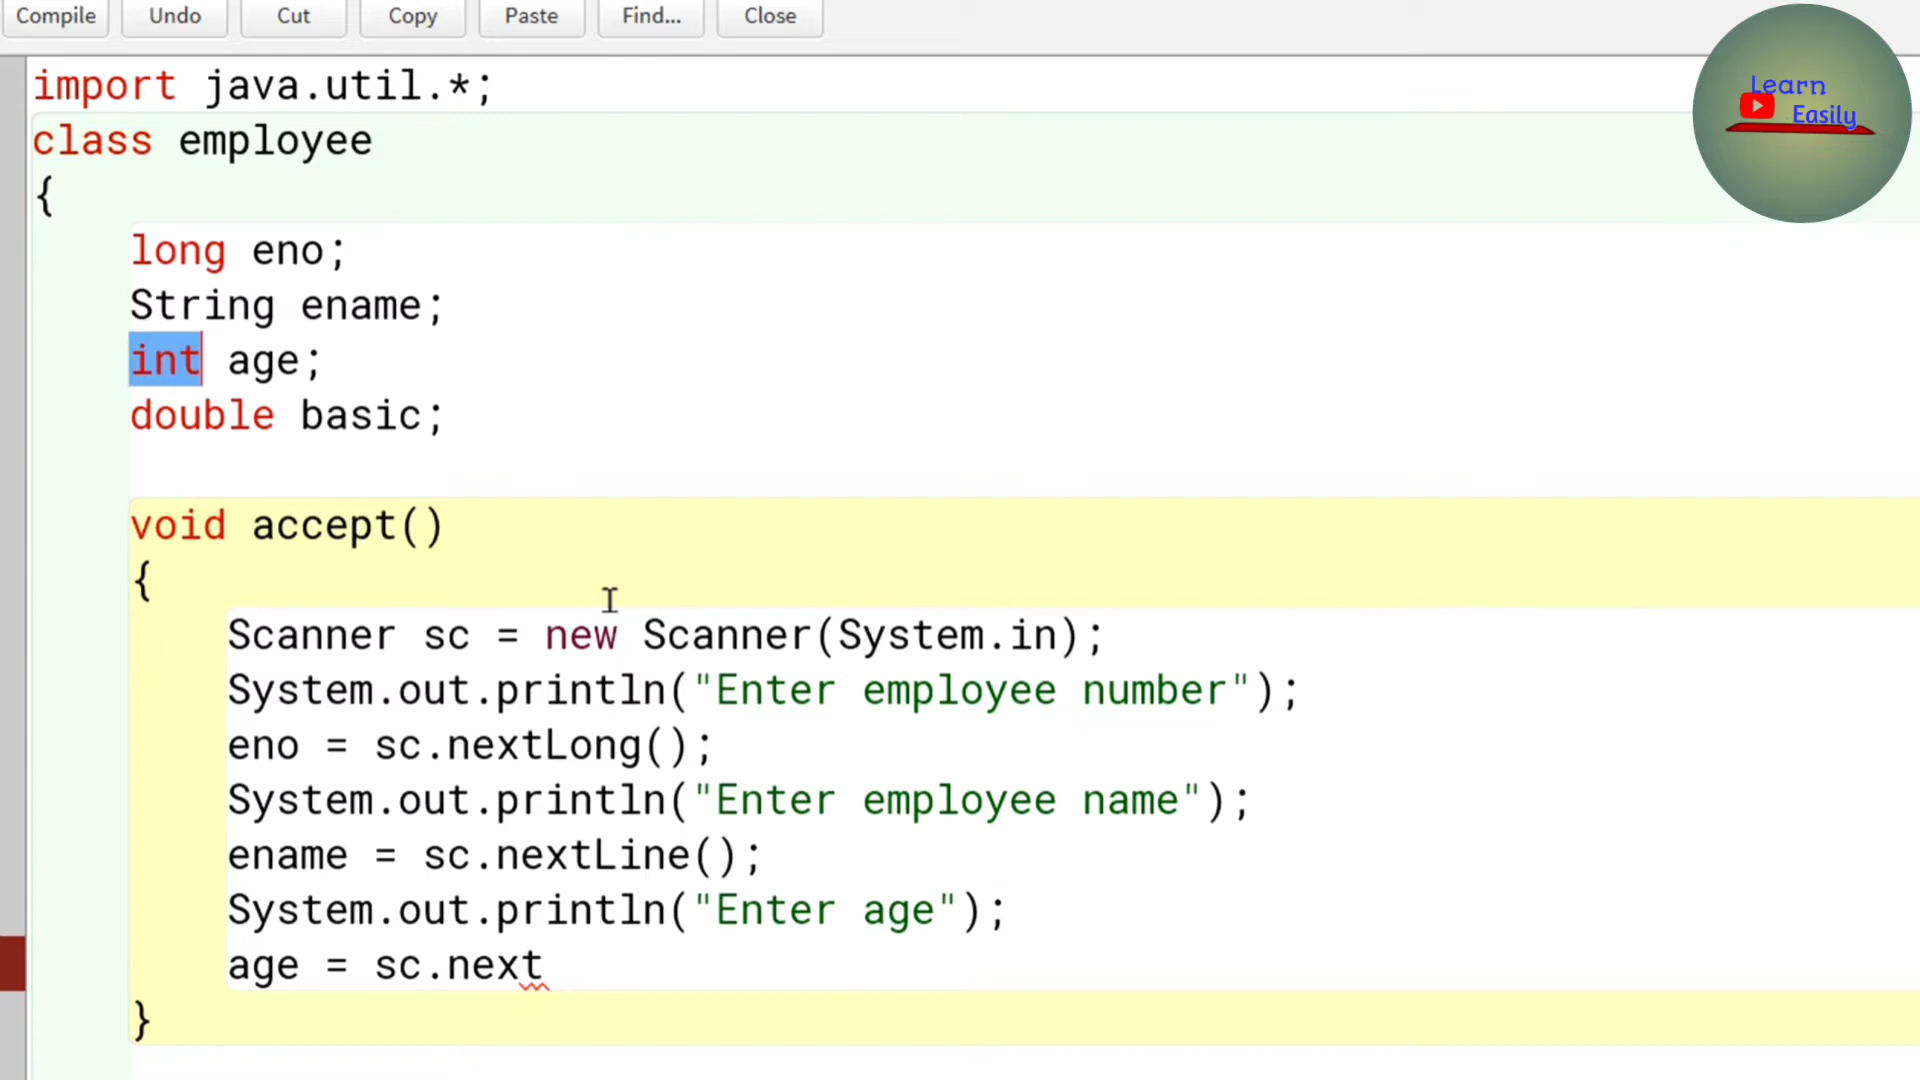 Compile Undo Cut Copy Paste Find... Close
Learn
Easily
import java.util.*;
class employee
{
long eno;
String ename;
int age;
double basic;
void accept()
{
Scanner sc = new Scanner(System.in);
System.out.println("Enter employee number");
eno = sc.nextLong();
System.out.println("Enter employee name");
ename = sc.nextLine();
System.out.println("Enter age");
age = sc.next
}